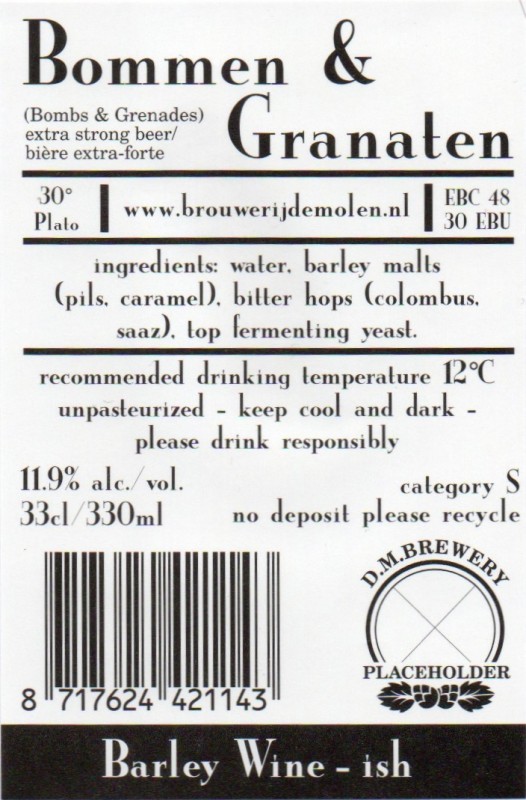 Bommen &
Granaten
(Bombs & Grenades)
extra strong beer/
bière extra-forte
30°
Plato
www.brouwerijdemolen.nl
EBC 48
30 EBU
ingredients: water, barley malts
(pils, caramel), bitter hops (colombus,
saaz), top fermenting yeast.
recommended drinking temperature 12°C
unpasteurized - keep cool and dark -
please drink responsibly
11.9% alc./vol.
33cl/330ml
category S
no deposit please recycle
D.M.BREWERY
PLACEHOLDER
8 717624 421143
Barley Wine - ish